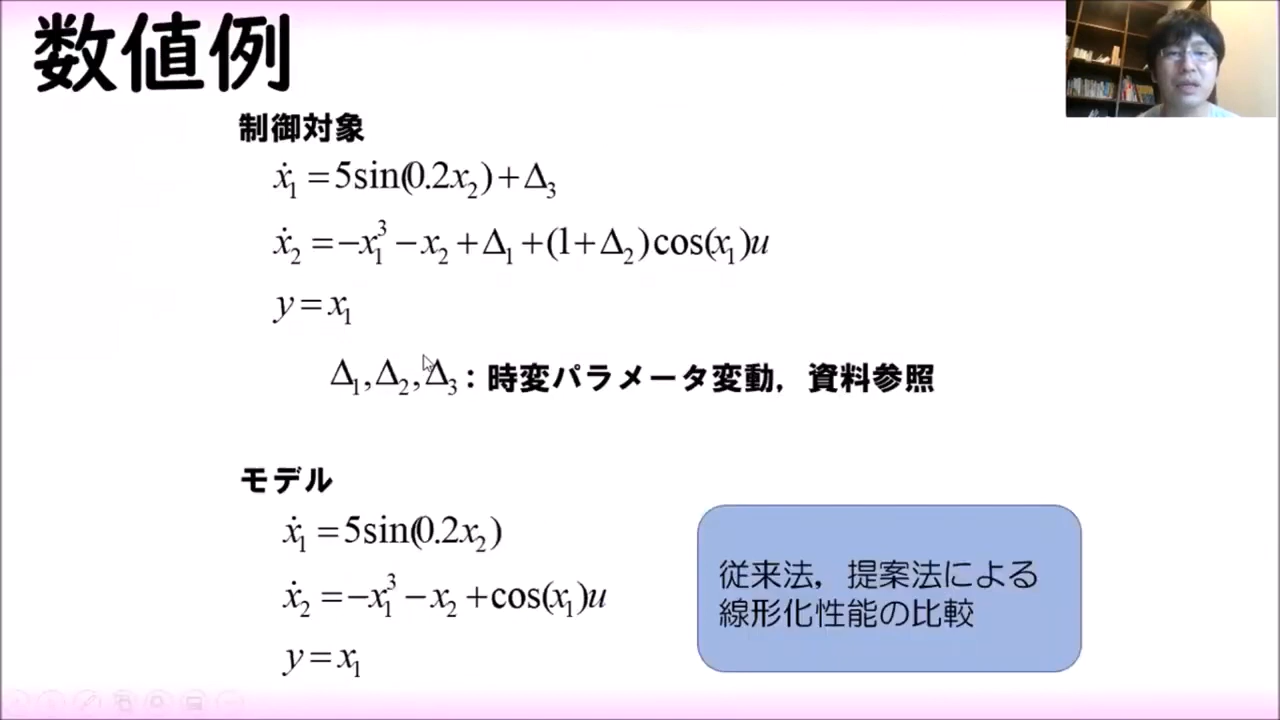 数値例
制御対象
ẋ₁ = 5sin(0.2x₂) + Δ₃
ẋ₂ = −x₁³ − x₂ + Δ₁ + (1 + Δ₂)cos(x₁)u
y = x₁
Δ₁, Δ₂, Δ₃：時変パラメータ変動，資料参照
モデル
ẋ₁ = 5sin(0.2x₂)
ẋ₂ = −x₁³ − x₂ + cos(x₁)u
y = x₁
従来法，提案法による
線形化性能の比較